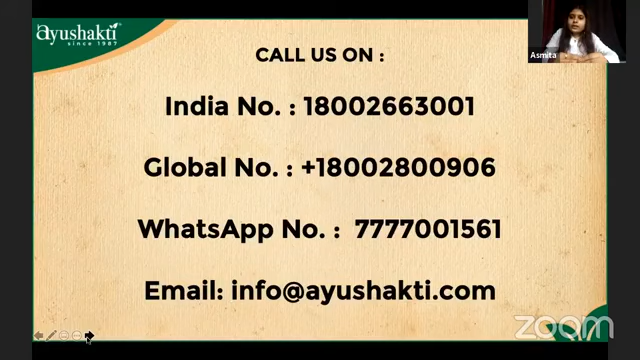 ayushakti
since 1987
Asmita
CALL US ON :
India No. : 18002663001
Global No. : +18002800906
WhatsApp No. : 7777001561
Email: info@ayushakti.com
zoom